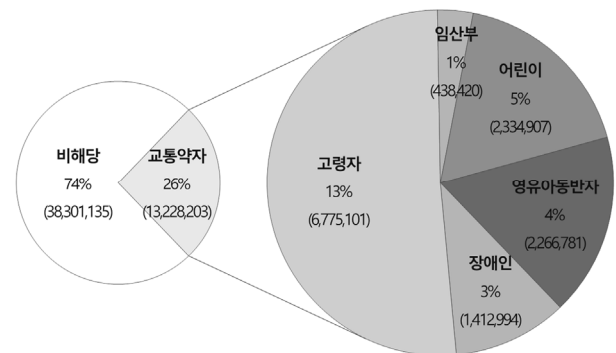 비해당
74%
(38,301,135)
교통약자
26%
(13,228,203)
고령자
13%
(6,775,101)
임산부
1%
(438,420)
어린이
5%
(2,334,907)
영유아동반자
4%
(2,266,781)
장애인
3%
(1,412,994)